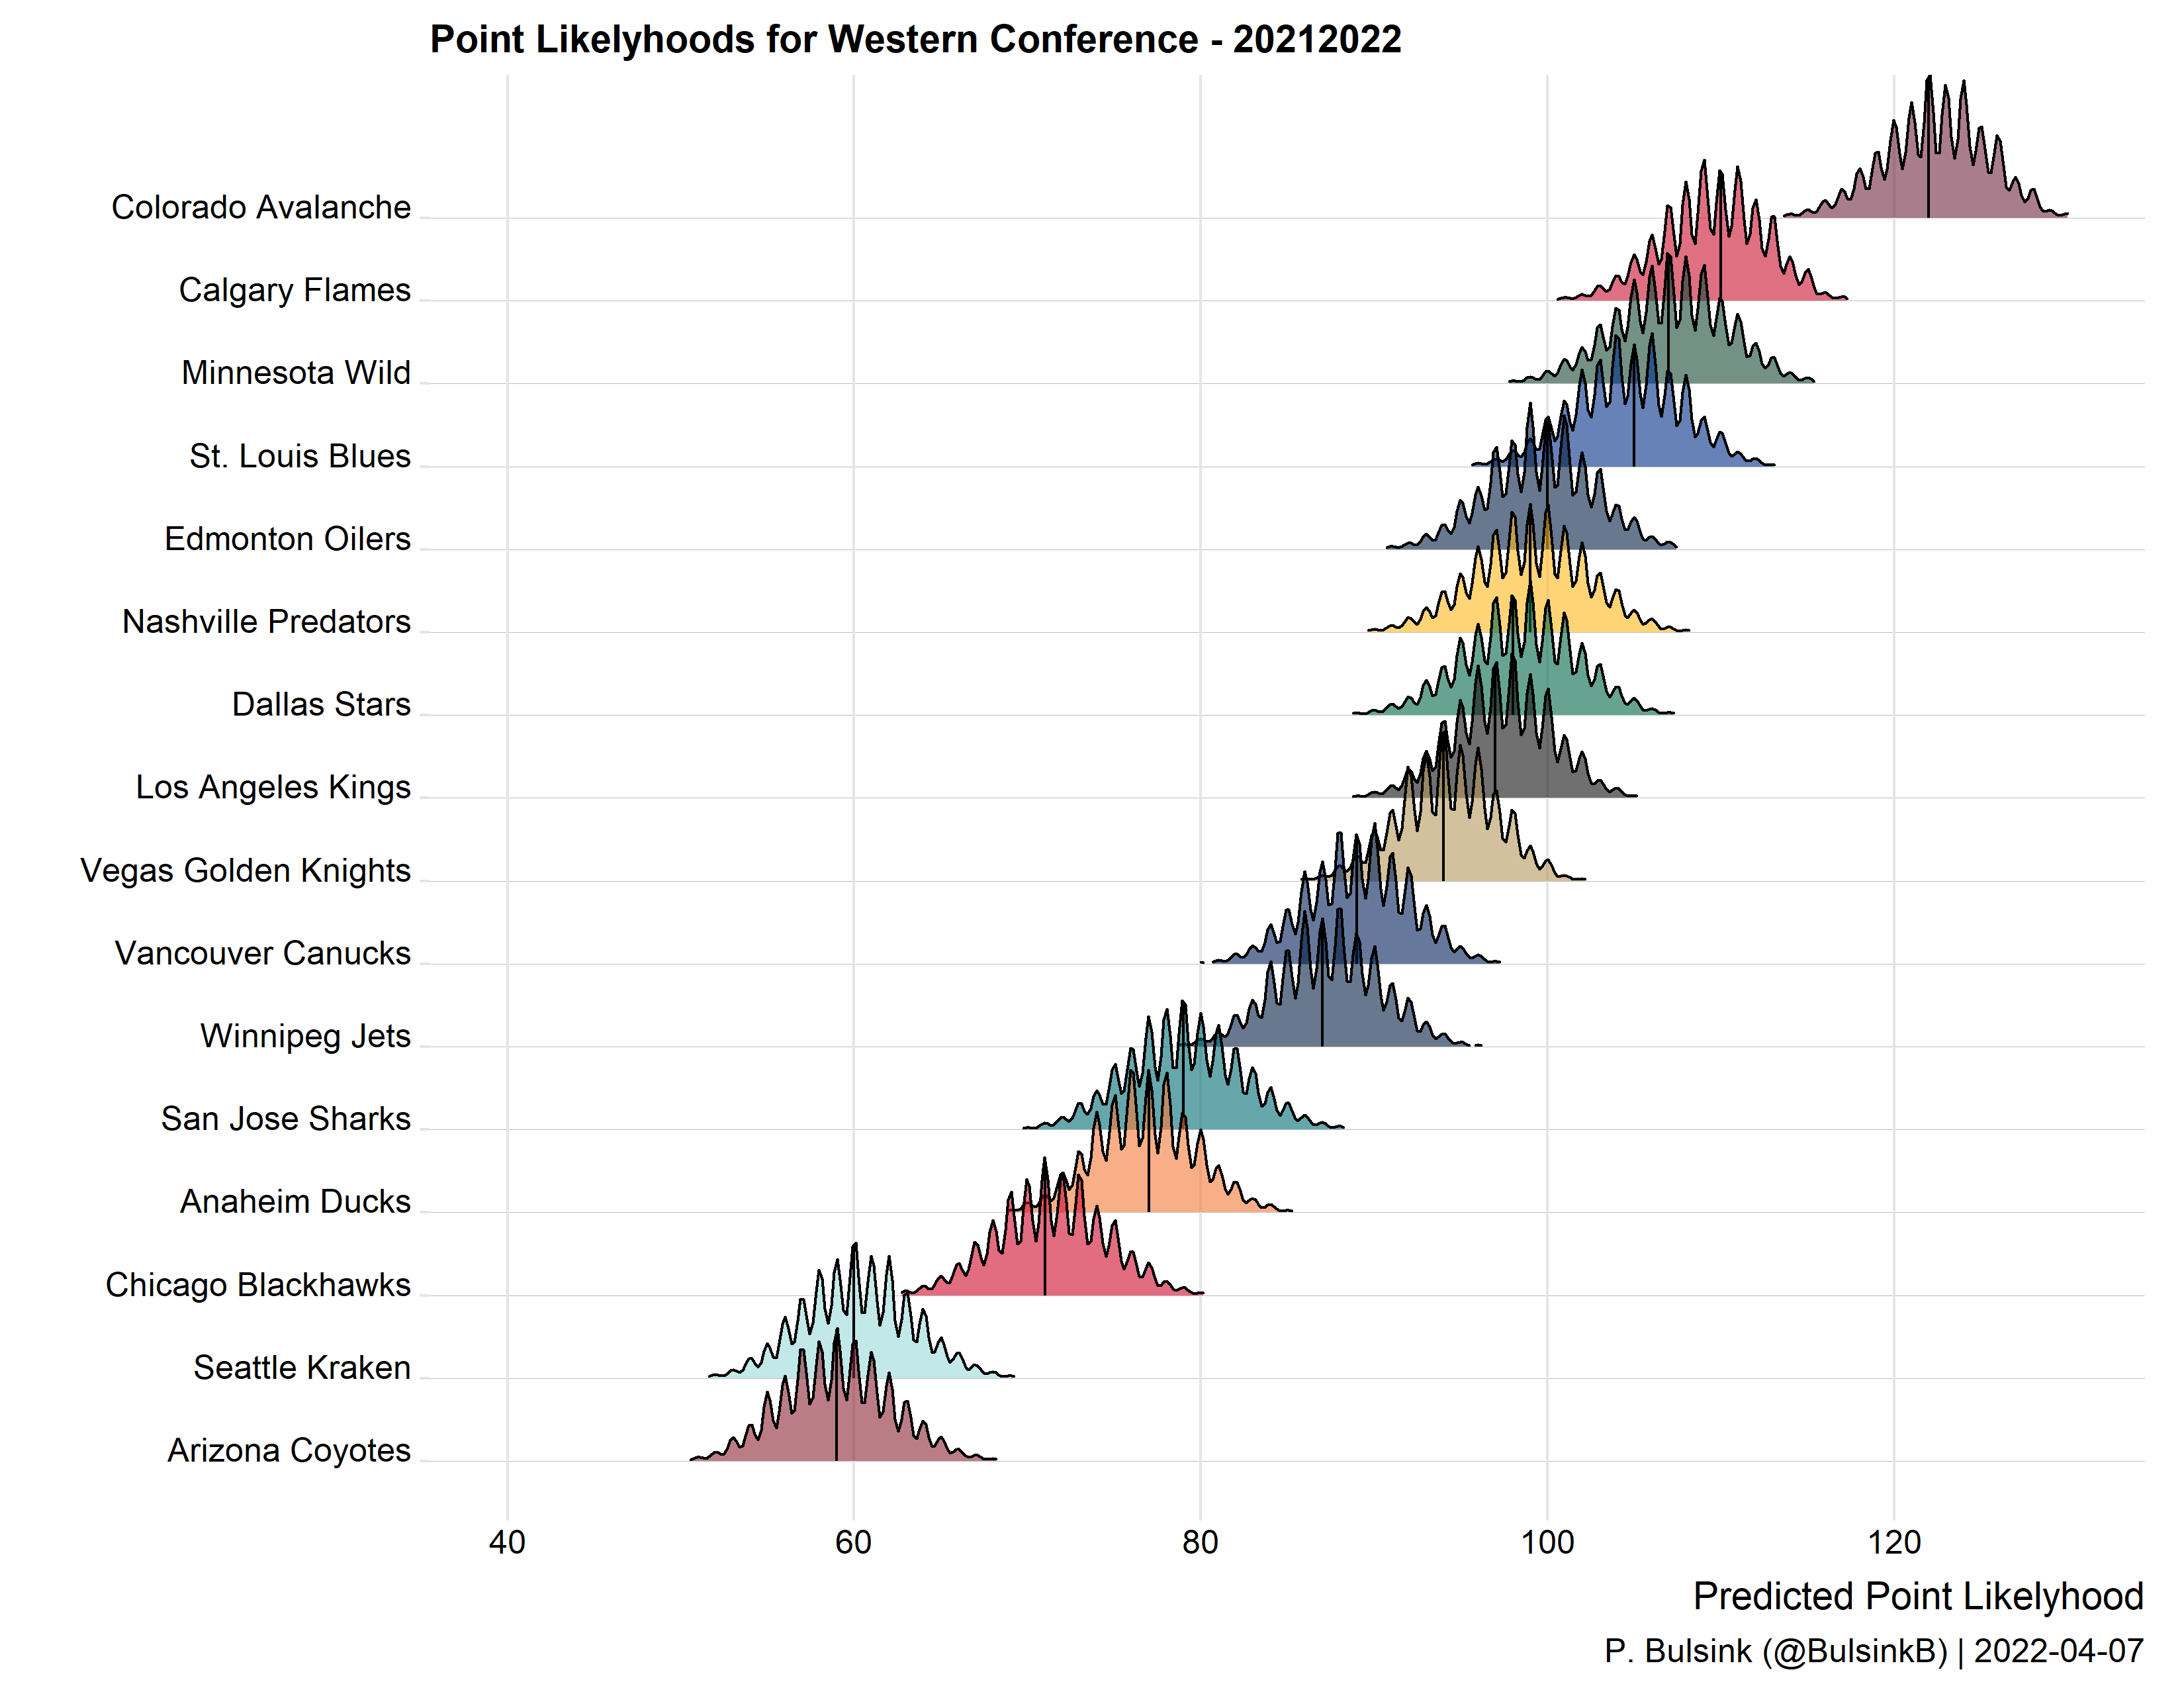 Point Likelyhoods for Western Conference - 20212022
Colorado Avalanche
Calgary Flames
Minnesota Wild
St. Louis Blues
Edmonton Oilers
Nashville Predators
Dallas Stars
Los Angeles Kings
Vegas Golden Knights
Vancouver Canucks
Winnipeg Jets
San Jose Sharks
Anaheim Ducks
Chicago Blackhawks
Seattle Kraken
Arizona Coyotes
40 60 80 100 120
Predicted Point Likelyhood
P. Bulsink (@BulsinkB) | 2022-04-07